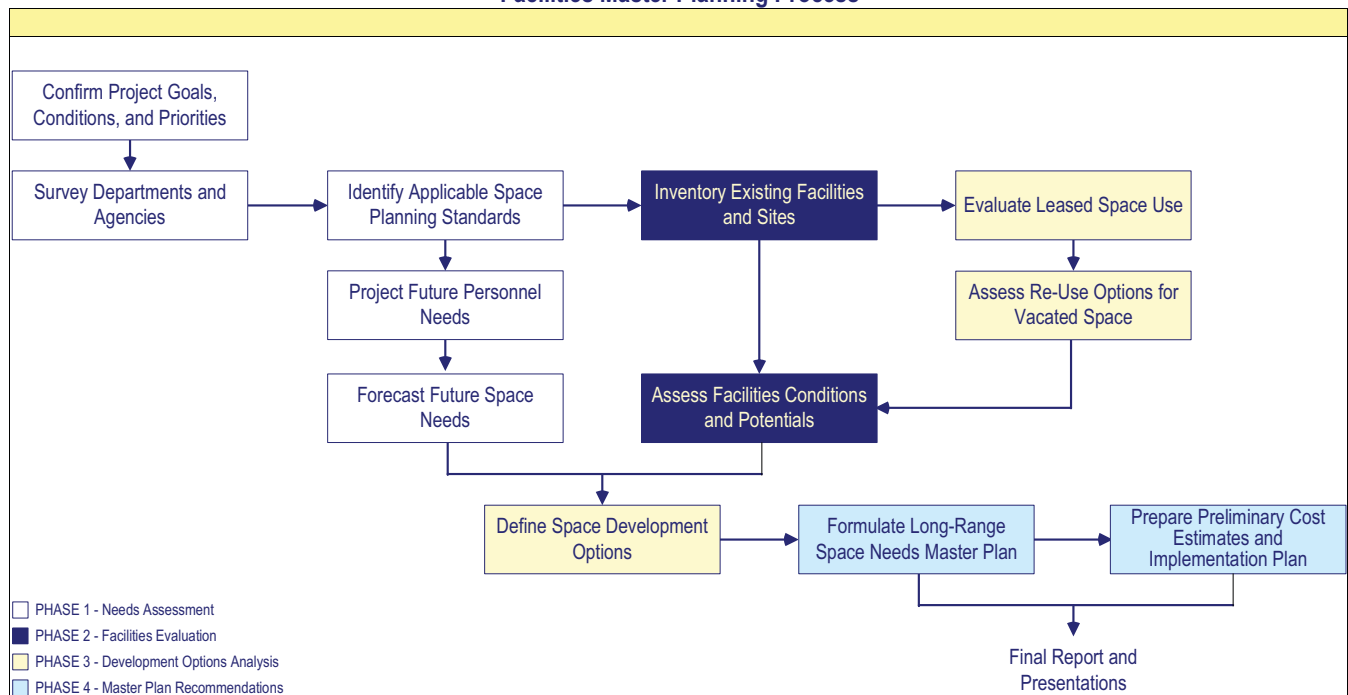 Facilities Master Planning Process
Confirm Project Goals,
Conditions, and Priorities
Survey Departments and
Agencies
Identify Applicable Space
Planning Standards
Inventory Existing Facilities
and Sites
Evaluate Leased Space Use
Project Future Personnel
Needs
Assess Re-Use Options for
Vacated Space
Forecast Future Space
Needs
Assess Facilities Conditions
and Potentials
Define Space Development
Options
Formulate Long-Range
Space Needs Master Plan
Prepare Preliminary Cost
Estimates and
Implementation Plan
PHASE 1 - Needs Assessment
PHASE 2 - Facilities Evaluation
PHASE 3 - Development Options Analysis
PHASE 4 - Master Plan Recommendations
Final Report and
Presentations